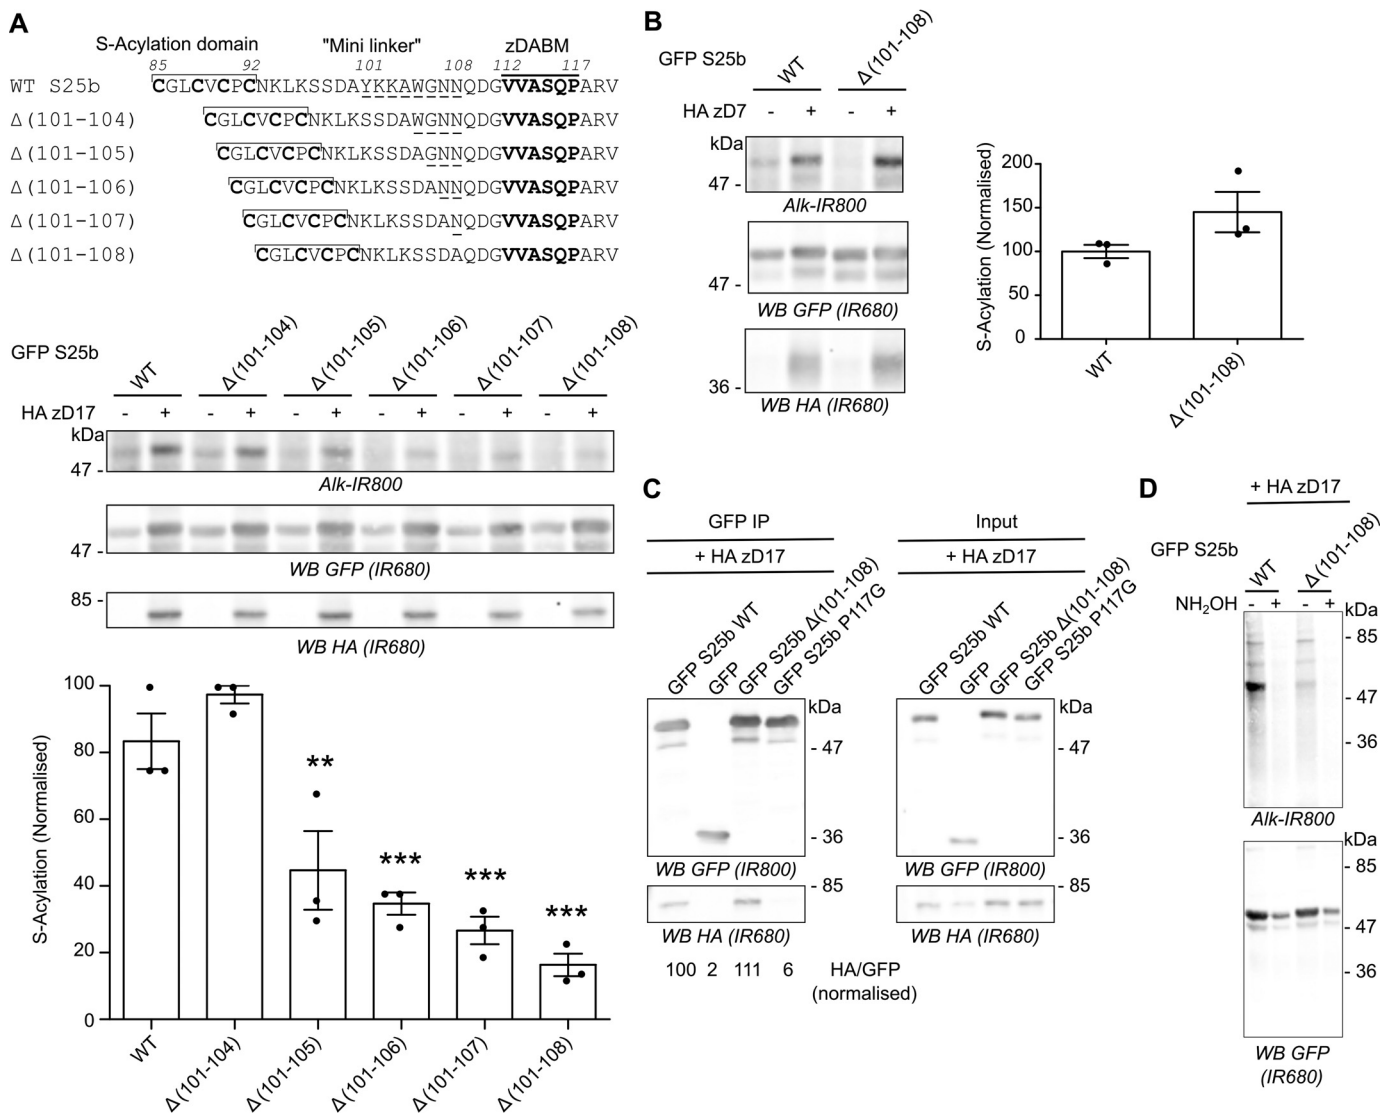 A
S-Acylation domain "Mini linker" zDABM
85 92 101 108 112 117
WT S25b CGLCVCPCNKLKSSDAYKKAWGNNQDGVVASQPARV
Δ(101-104) CGLCVCPCNKLKSSDAWGNNQDGVVASQPARV
Δ(101-105) CGLCVCPCNKLKSSDAGNNQDGVVASQPARV
Δ(101-106) CGLCVCPCNKLKSSDANNQDGVVASQPARV
Δ(101-107) CGLCVCPCNKLKSSDANQDGVVASQPARV
Δ(101-108) CGLCVCPCNKLKSSDAQDGVVASQPARV
GFP S25b
WT Δ(101-104) Δ(101-105) Δ(101-106) Δ(101-107) Δ(101-108)
HA zD17 - + - + - + - + - + - +
kDa
47 -
Alk-IR800
47 -
WB GFP (IR680)
85 -
WB HA (IR680)
S-Acylation (Normalised)
100
80
60
40
20
0
**
***
***
***
WT Δ(101-104) Δ(101-105) Δ(101-106) Δ(101-107) Δ(101-108)
B
GFP S25b
WT Δ(101-108)
HA zD7 - + - +
kDa
47 -
Alk-IR800
47 -
WB GFP (IR680)
36 -
WB HA (IR680)
S-Acylation (Normalised)
200
150
100
50
0
WT Δ(101-108)
C
GFP IP Input
+ HA zD17 + HA zD17
GFP S25b WT GFP GFP S25b Δ(101-108) GFP S25b P117G
GFP S25b WT GFP GFP S25b Δ(101-108) GFP S25b P117G
kDa kDa
- 47 - 47
- 36 - 36
WB GFP (IR800) WB GFP (IR800)
- 85 - 85
WB HA (IR680) WB HA (IR680)
100 2 111 6 HA/GFP
(normalised)
D
+ HA zD17
GFP S25b
WT Δ(101-108)
NH2OH - + - + kDa
- 85
- 47
- 36
Alk-IR800
kDa
- 85
- 47
- 36
WB GFP
(IR680)